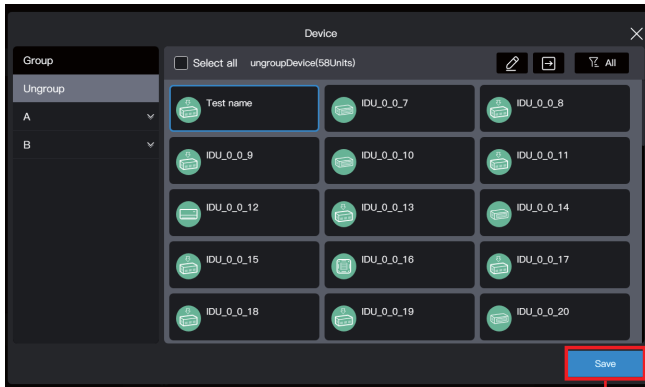 Device
Group
Select all ungroupDevice(58Units)
All
Ungroup
A
B
Test name
IDU_0_0_7
IDU_0_0_8
IDU_0_0_9
IDU_0_0_10
IDU_0_0_11
IDU_0_0_12
IDU_0_0_13
IDU_0_0_14
IDU_0_0_15
IDU_0_0_16
IDU_0_0_17
IDU_0_0_18
IDU_0_0_19
IDU_0_0_20
Save